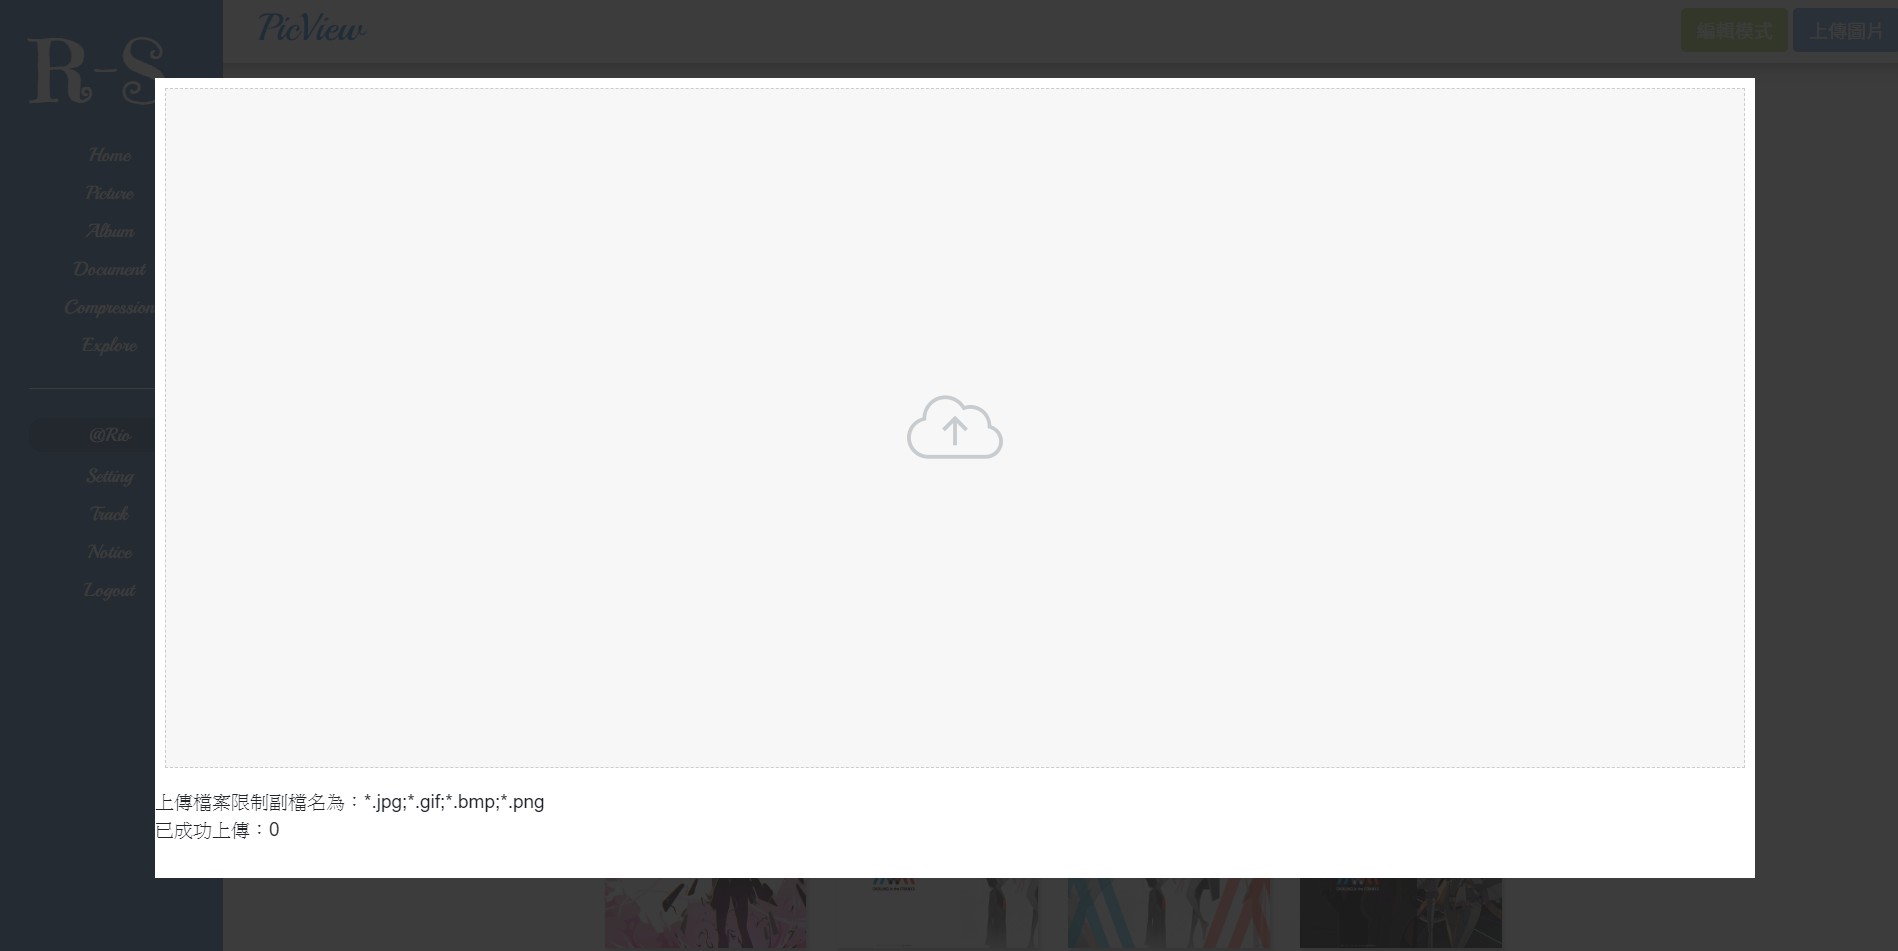 R-S
PicView
編輯模式
上傳圖片
Home
Picture
Album
Document
Compression
Explore
@Rio
Setting
Track
Notice
Logout
上傳檔案限制副檔名為：*.jpg;*.gif;*.bmp;*.png
已成功上傳：0